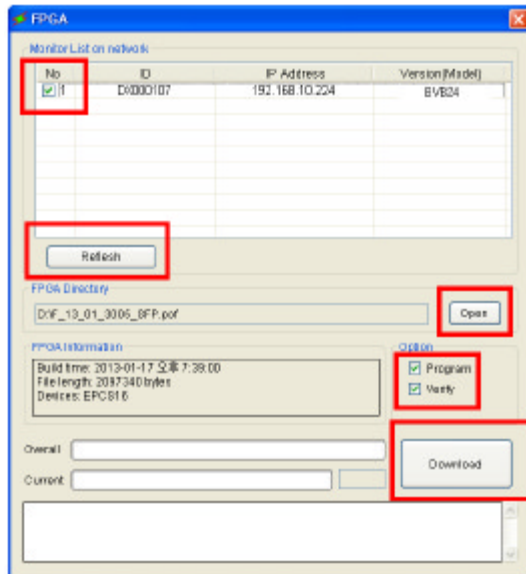 FPGA
Monitor List on network
No ID IP Address Version(Model)
1 DX000107 192.168.10.224 BVB24
Refresh
FPGA Directory
D:\F_13_01_3006_8FP.pof
Open
FPGA Information
Build time: 2013-01-17 오후 7:39:00
File length: 2097340 bytes
Devices: EPCS16
Option
Program
Verify
Overall
Current
Download